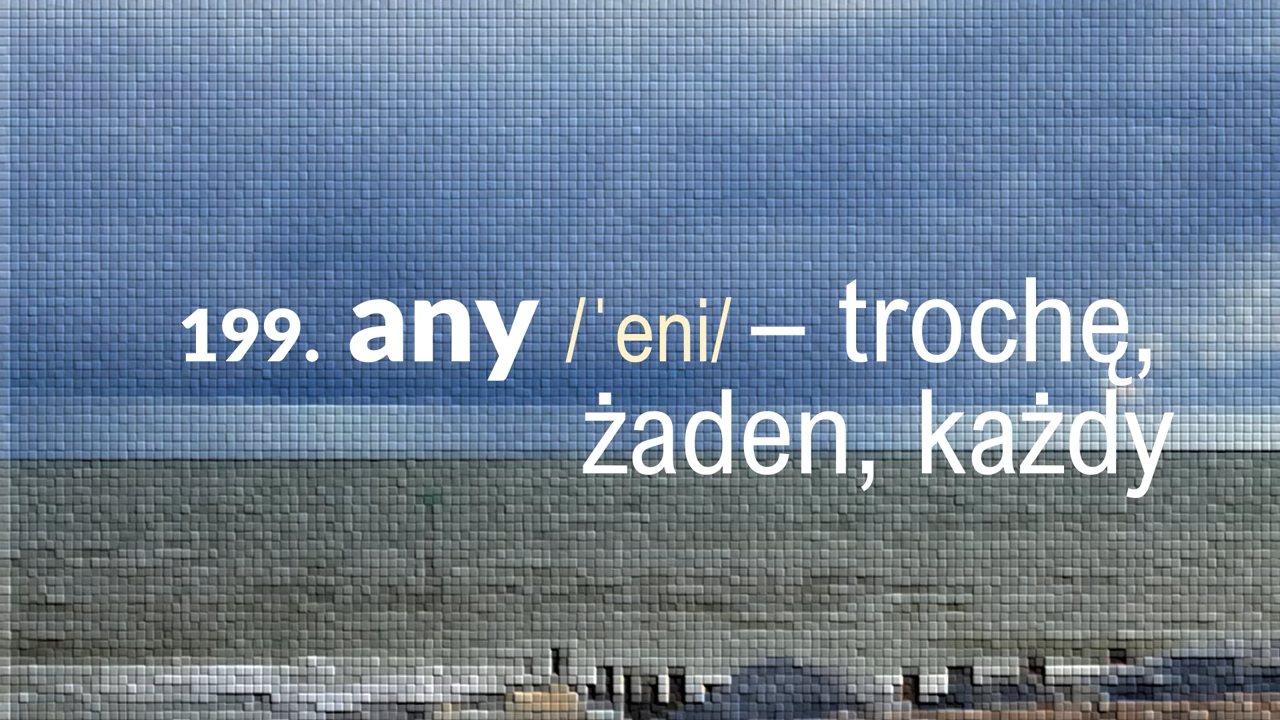 199. any /ˈeni/ – trochę,
żaden, każdy